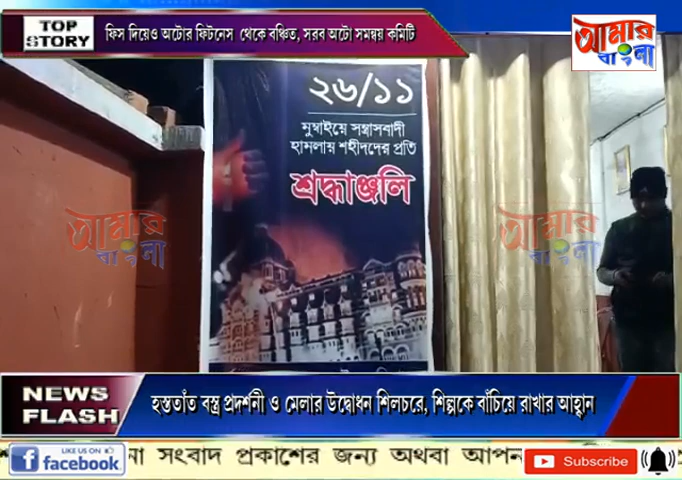 TOP STORY
ফিস দিয়েও অটোর ফিটনেস থেকে বঞ্চিত, সরব অটো সমন্বয় কমিটি
আমার বাংলা
২৬/১১
মুম্বাইয়ে সন্ত্রাসবাদী
হামলায় শহীদদের প্রতি
শ্রদ্ধাঞ্জলি
আমার বাংলা
আমার বাংলা
NEWS FLASH
হস্ততাঁত বস্ত্র প্রদর্শনী ও মেলার উদ্বোধন শিলচরে, শিল্পকে বাঁচিয়ে রাখার আহ্বান
LIKE US ON
facebook
না সংবাদ প্রকাশের জন্য অথবা আপন
Subscribe